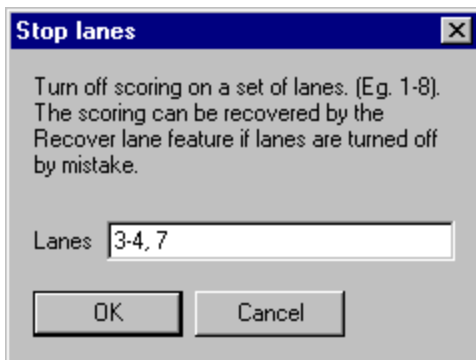 Stop lanes
Turn off scoring on a set of lanes. (Eg. 1-8).
The scoring can be recovered by the
Recover lane feature if lanes are turned off
by mistake.
Lanes 3-4, 7
OK Cancel